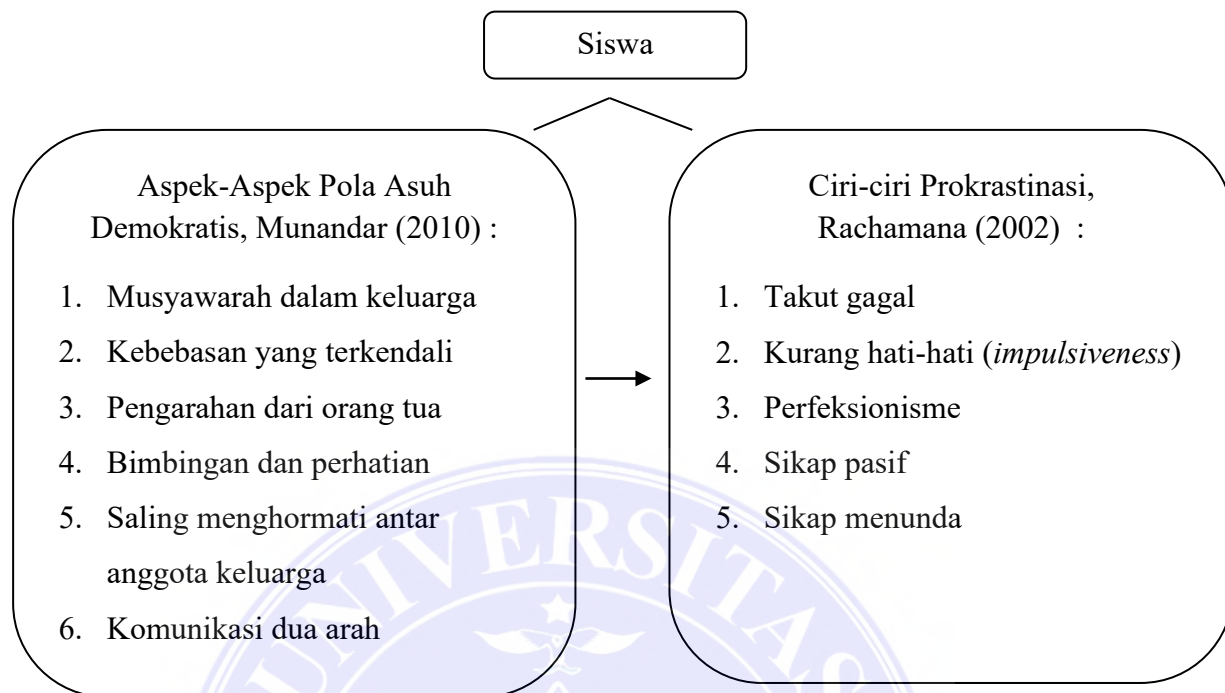 Siswa
Aspek-Aspek Pola Asuh
Demokratis, Munandar (2010) :
1. Musyawarah dalam keluarga
2. Kebebasan yang terkendali
3. Pengarahan dari orang tua
4. Bimbingan dan perhatian
5. Saling menghormati antar
anggota keluarga
6. Komunikasi dua arah
Ciri-ciri Prokrastinasi,
Rachamana (2002) :
1. Takut gagal
2. Kurang hati-hati (impulsiveness)
3. Perfeksionisme
4. Sikap pasif
5. Sikap menunda
UNIVERSITAS